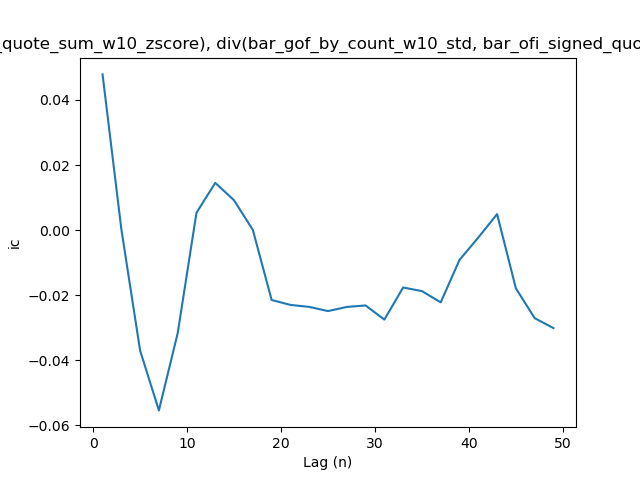 _quote_sum_w10_zscore), div(bar_gof_by_count_w10_std, bar_ofi_signed_quo
0.04
0.02
0.00
−0.02
−0.04
−0.06
ic
0 10 20 30 40 50
Lag (n)